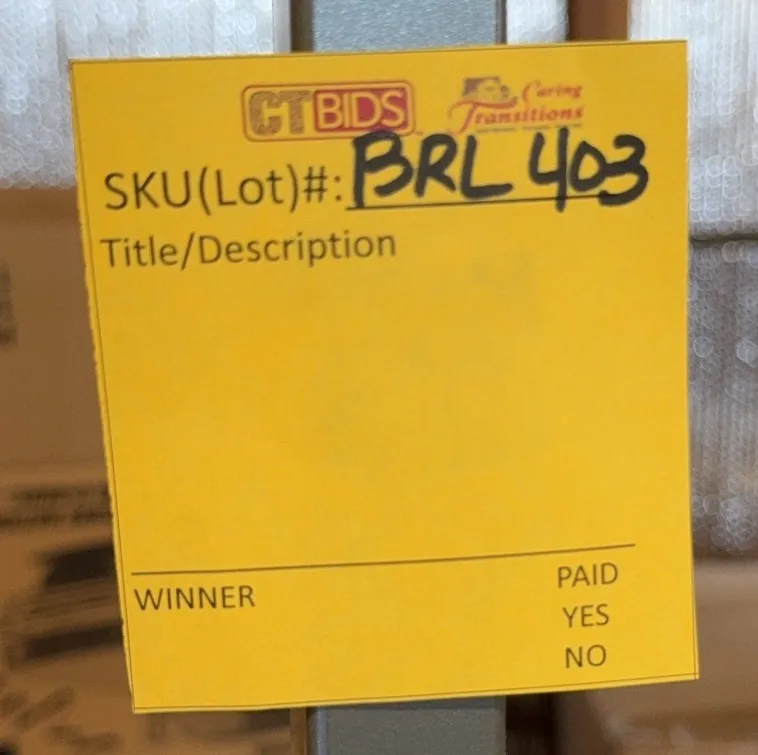 CTBIDS
Caring
Transitions
SKU(Lot)#: BRL 403
Title/Description
WINNER
PAID
YES
NO